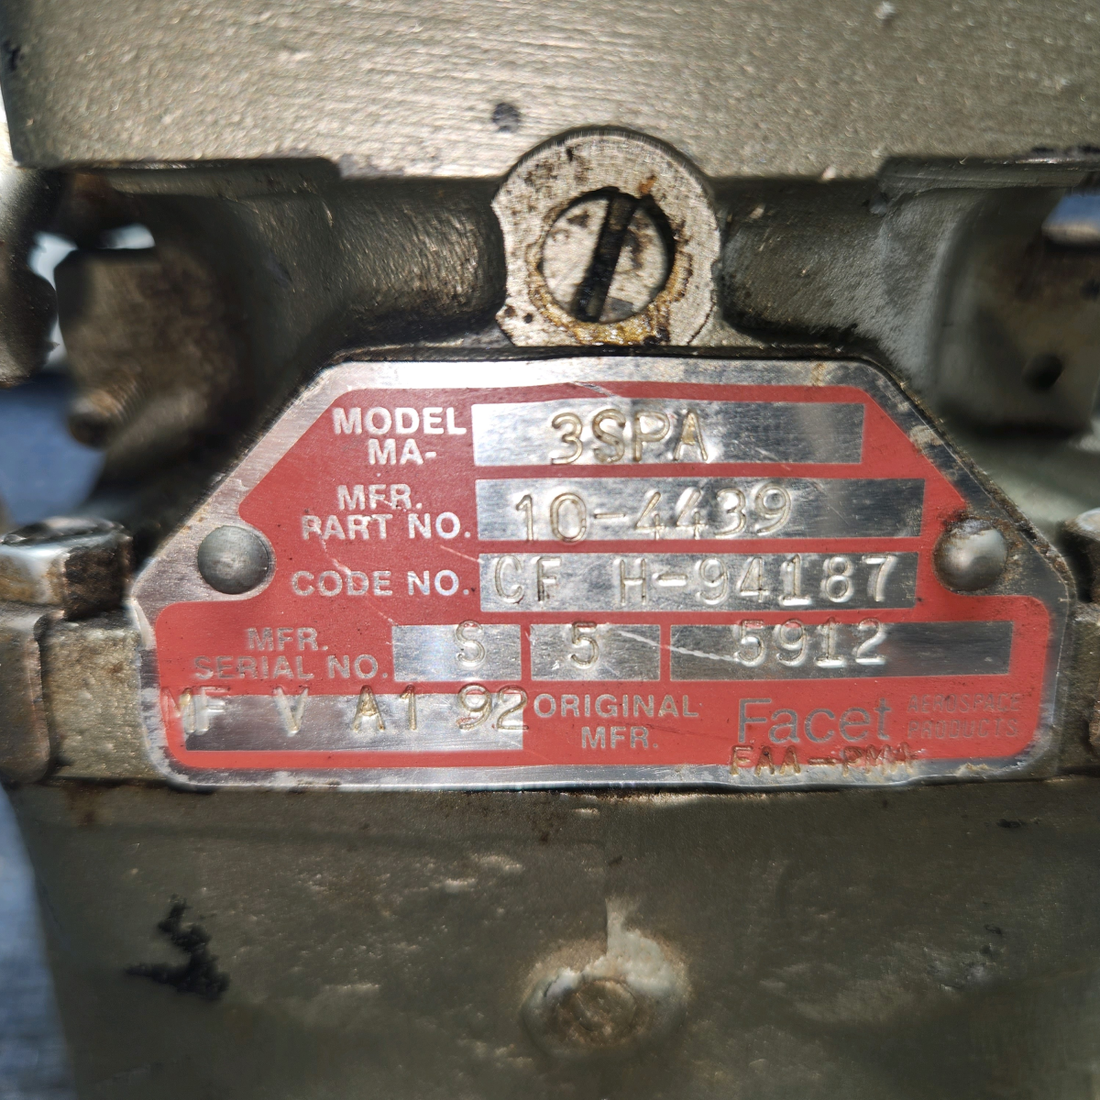 MODEL MA- 3SPA
MFR. PART NO. 10-4439
CODE NO. CF H-94187
MFR. SERIAL NO. S 5 5912
MF V A1 92
ORIGINAL MFR. Facet AEROSPACE PRODUCTS
FAA-PMA